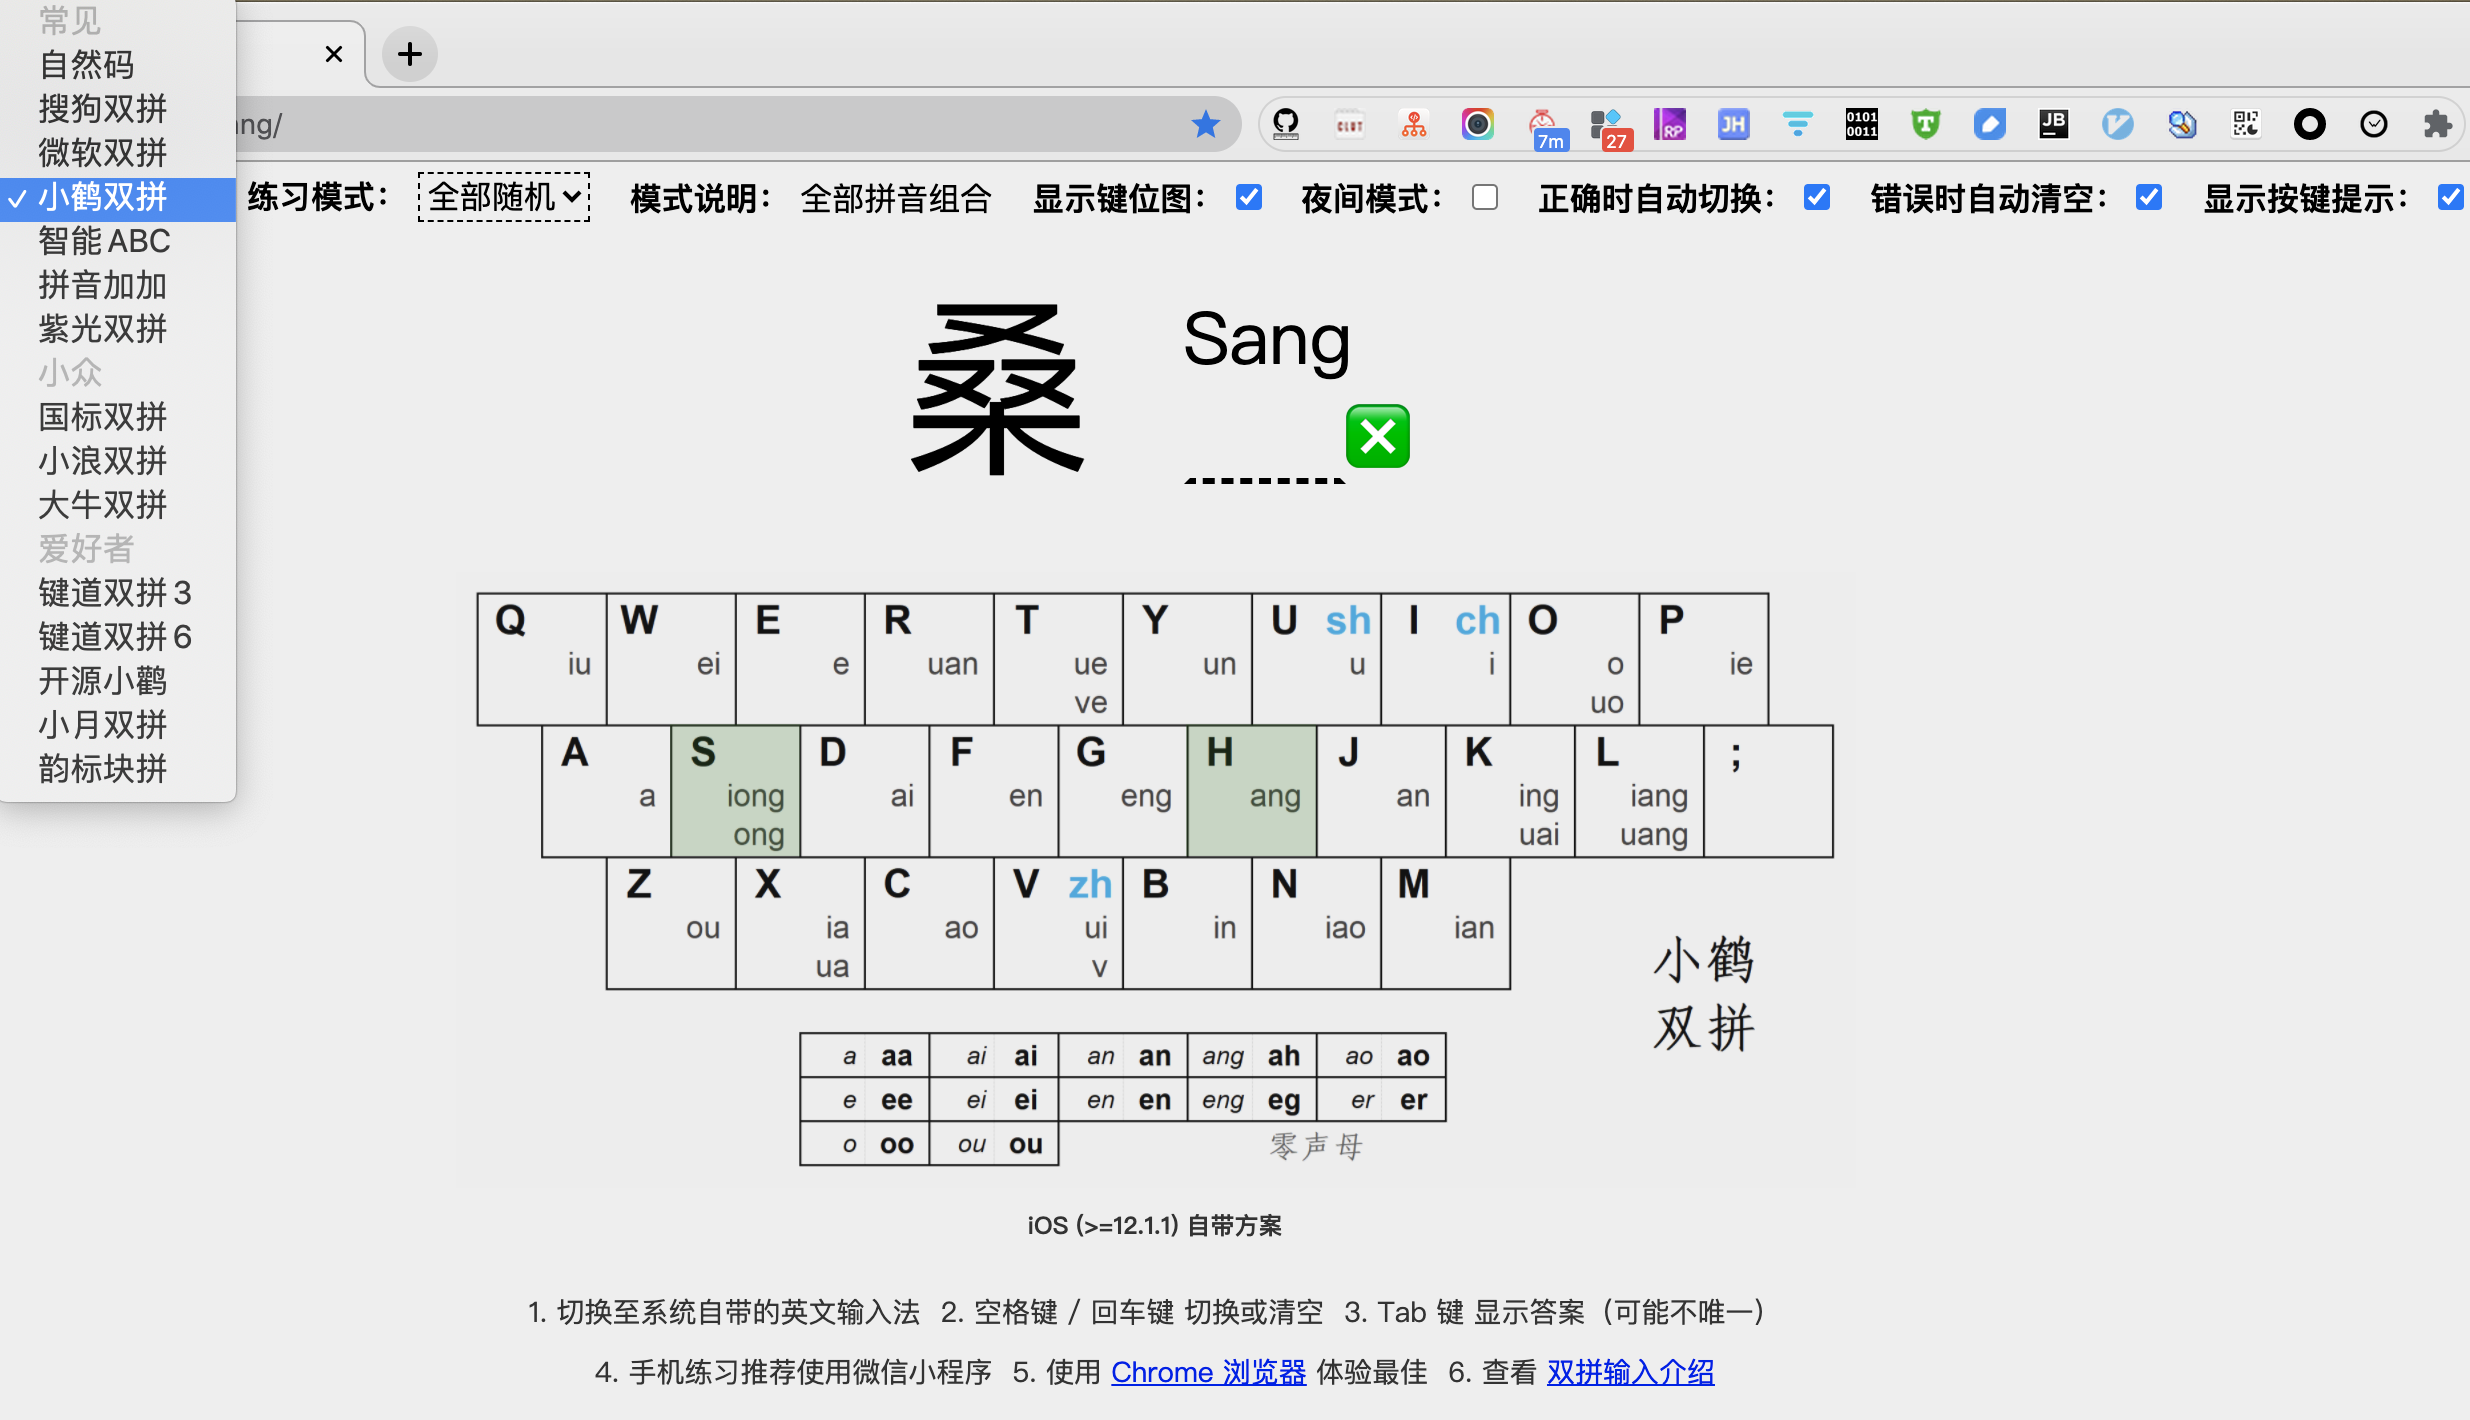 常见
自然码
搜狗双拼
微软双拼
✓ 小鹤双拼
智能 ABC
拼音加加
紫光双拼
小众
国标双拼
小浪双拼
大牛双拼
爱好者
键道双拼 3
键道双拼 6
开源小鹤
小月双拼
韵标块拼
ng/
7m
27
RP
JH
0101
0011
T
JB
练习模式： 全部随机 模式说明： 全部拼音组合 显示键位图： 夜间模式： 正确时自动切换： 错误时自动清空： 显示按键提示：
桑 Sang
Q iu
W ei
E e
R uan
T ue ve
Y un
U sh u
I ch i
O o uo
P ie
A a
S iong ong
D ai
F en
G eng
H ang
J an
K ing uai
L iang uang
;
Z ou
X ia ua
C ao
V zh ui v
B in
N iao
M ian
小鹤
双拼
a aa ai ai an an ang ah ao ao
e ee ei ei en en eng eg er er
o oo ou ou 零声母
iOS (>=12.1.1) 自带方案
1. 切换至系统自带的英文输入法 2. 空格键 / 回车键 切换或清空 3. Tab 键 显示答案（可能不唯一）
4. 手机练习推荐使用微信小程序 5. 使用 Chrome 浏览器 体验最佳 6. 查看 双拼输入介绍